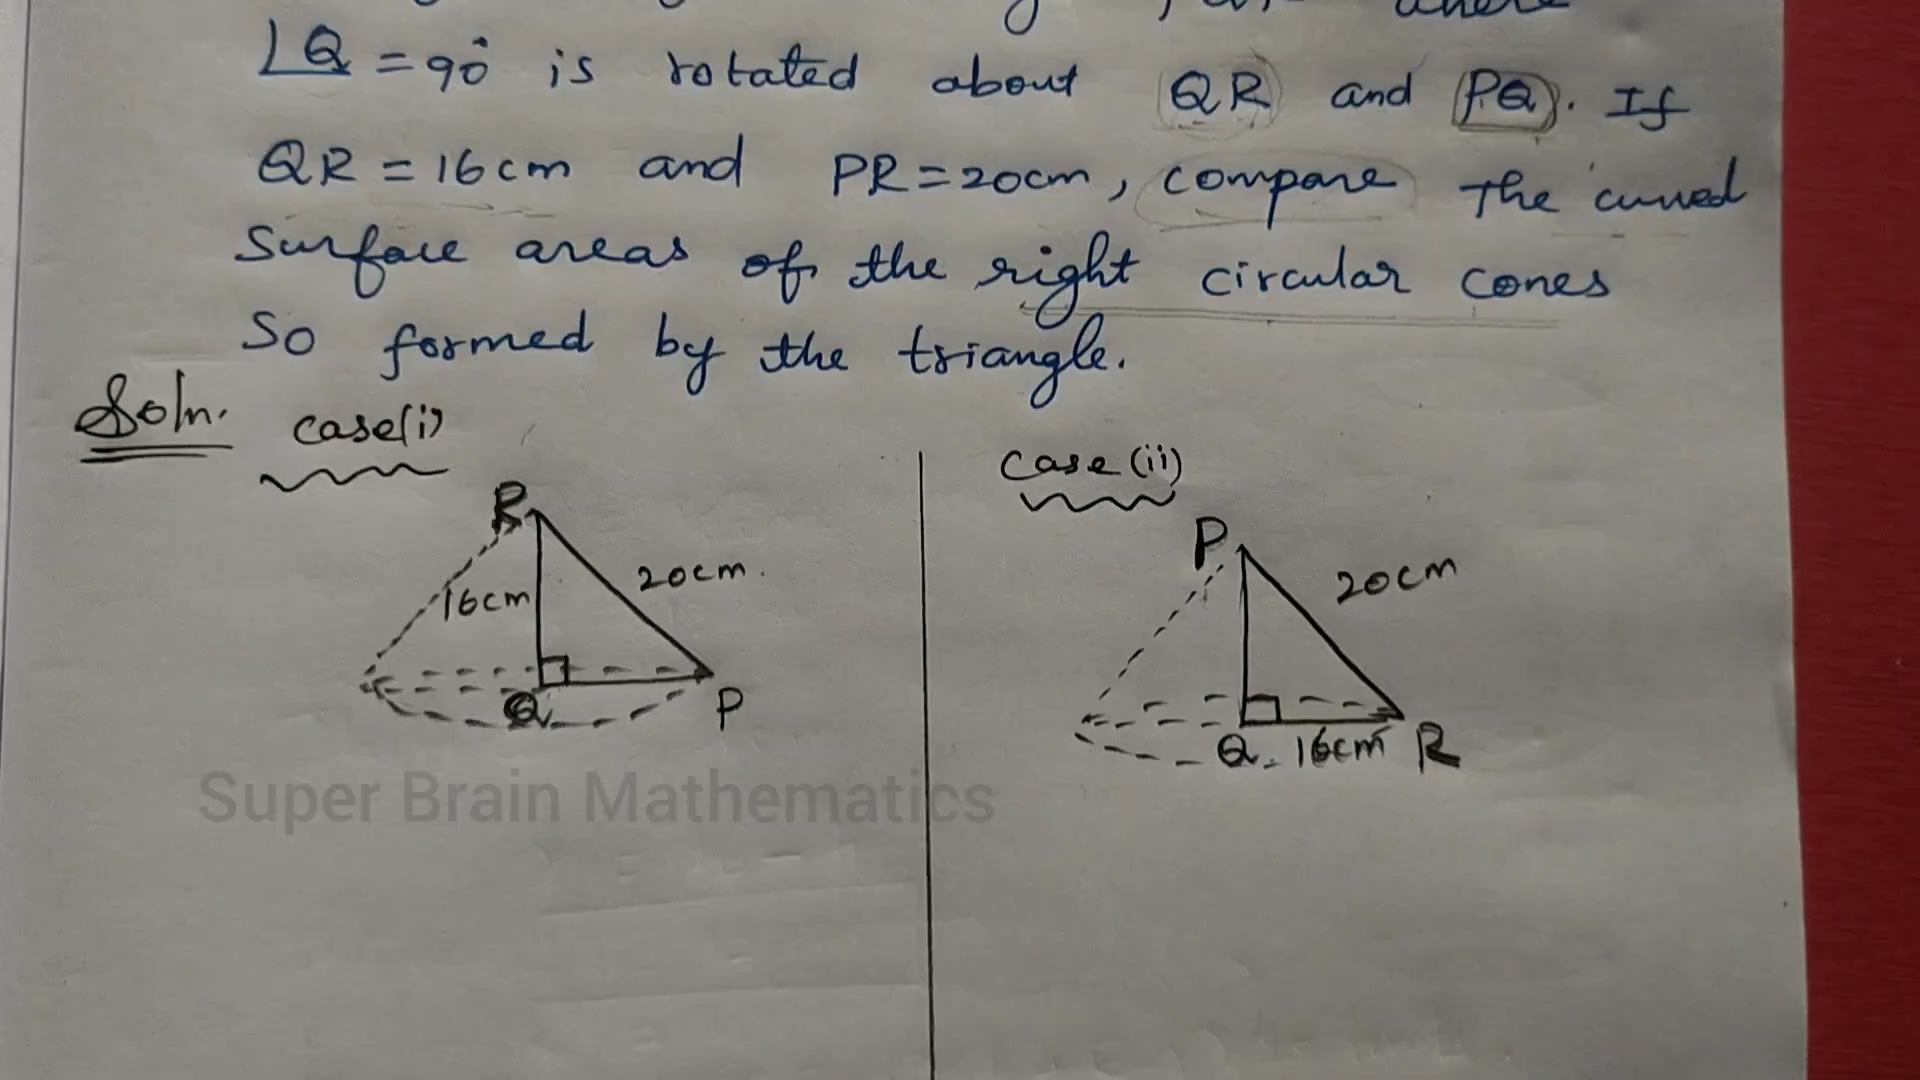 where
∠Q = 90° is rotated about QR and PQ. If
QR = 16cm and PR = 20cm, compare The curved
Surface areas of the right circular cones
So formed by the triangle.
Soln. case(i)
case (ii)
R
16cm
20cm.
Q
P
P
20cm
Q. 16cm R
Super Brain Mathematics